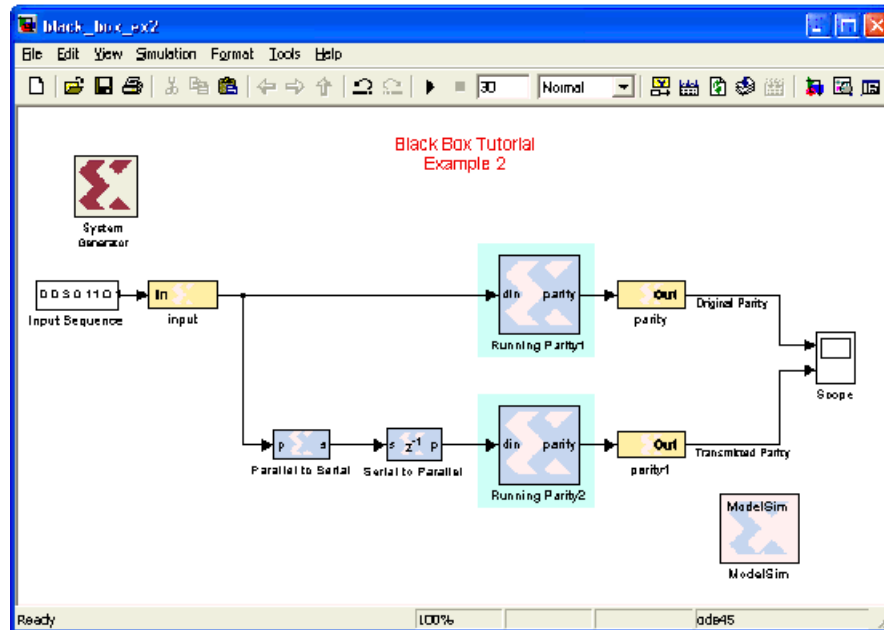 black_box_ex2
File Edit View Simulation Format Tools Help
30 Normal
Black Box Tutorial
Example 2
System
Generator
Input Sequence
In
input
din parity
Running Parity1
Out
parity
Original Parity
Scope
p s
Parallel to Serial
s z-1 p
Serial to Parallel
din parity
Running Parity2
Out
parity1
Transmitted Parity
ModelSim
ModelSim
Ready 100% ode45